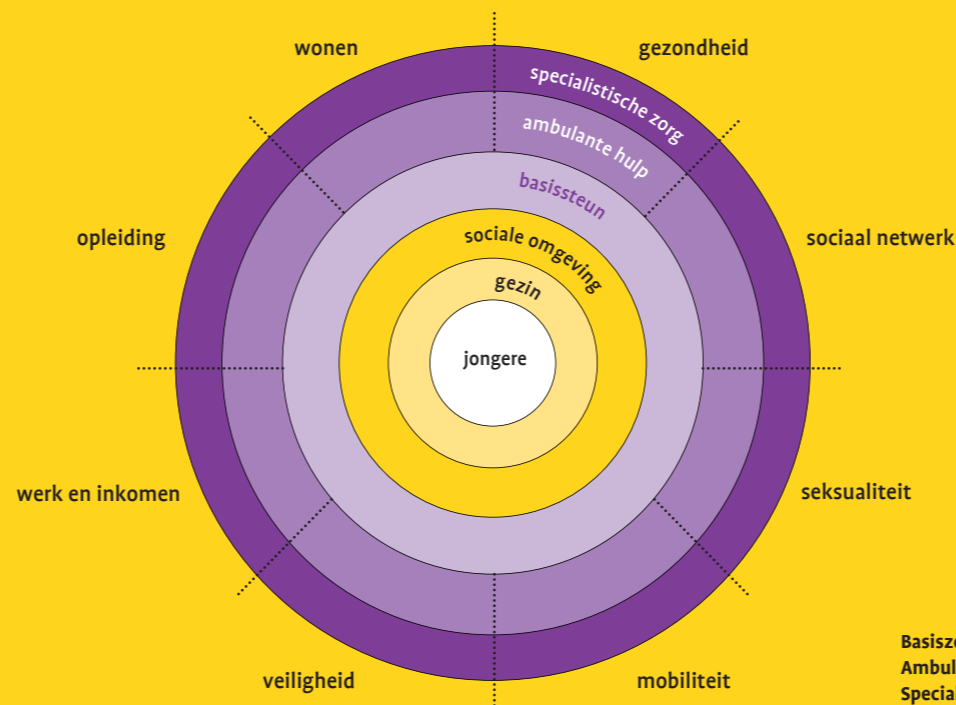 wonen
gezondheid
specialistische zorg
ambulante hulp
basissteun
opleiding
sociale omgeving
sociaal netwerk
gezin
jongere
werk en inkomen
seksualiteit
veiligheid
mobiliteit